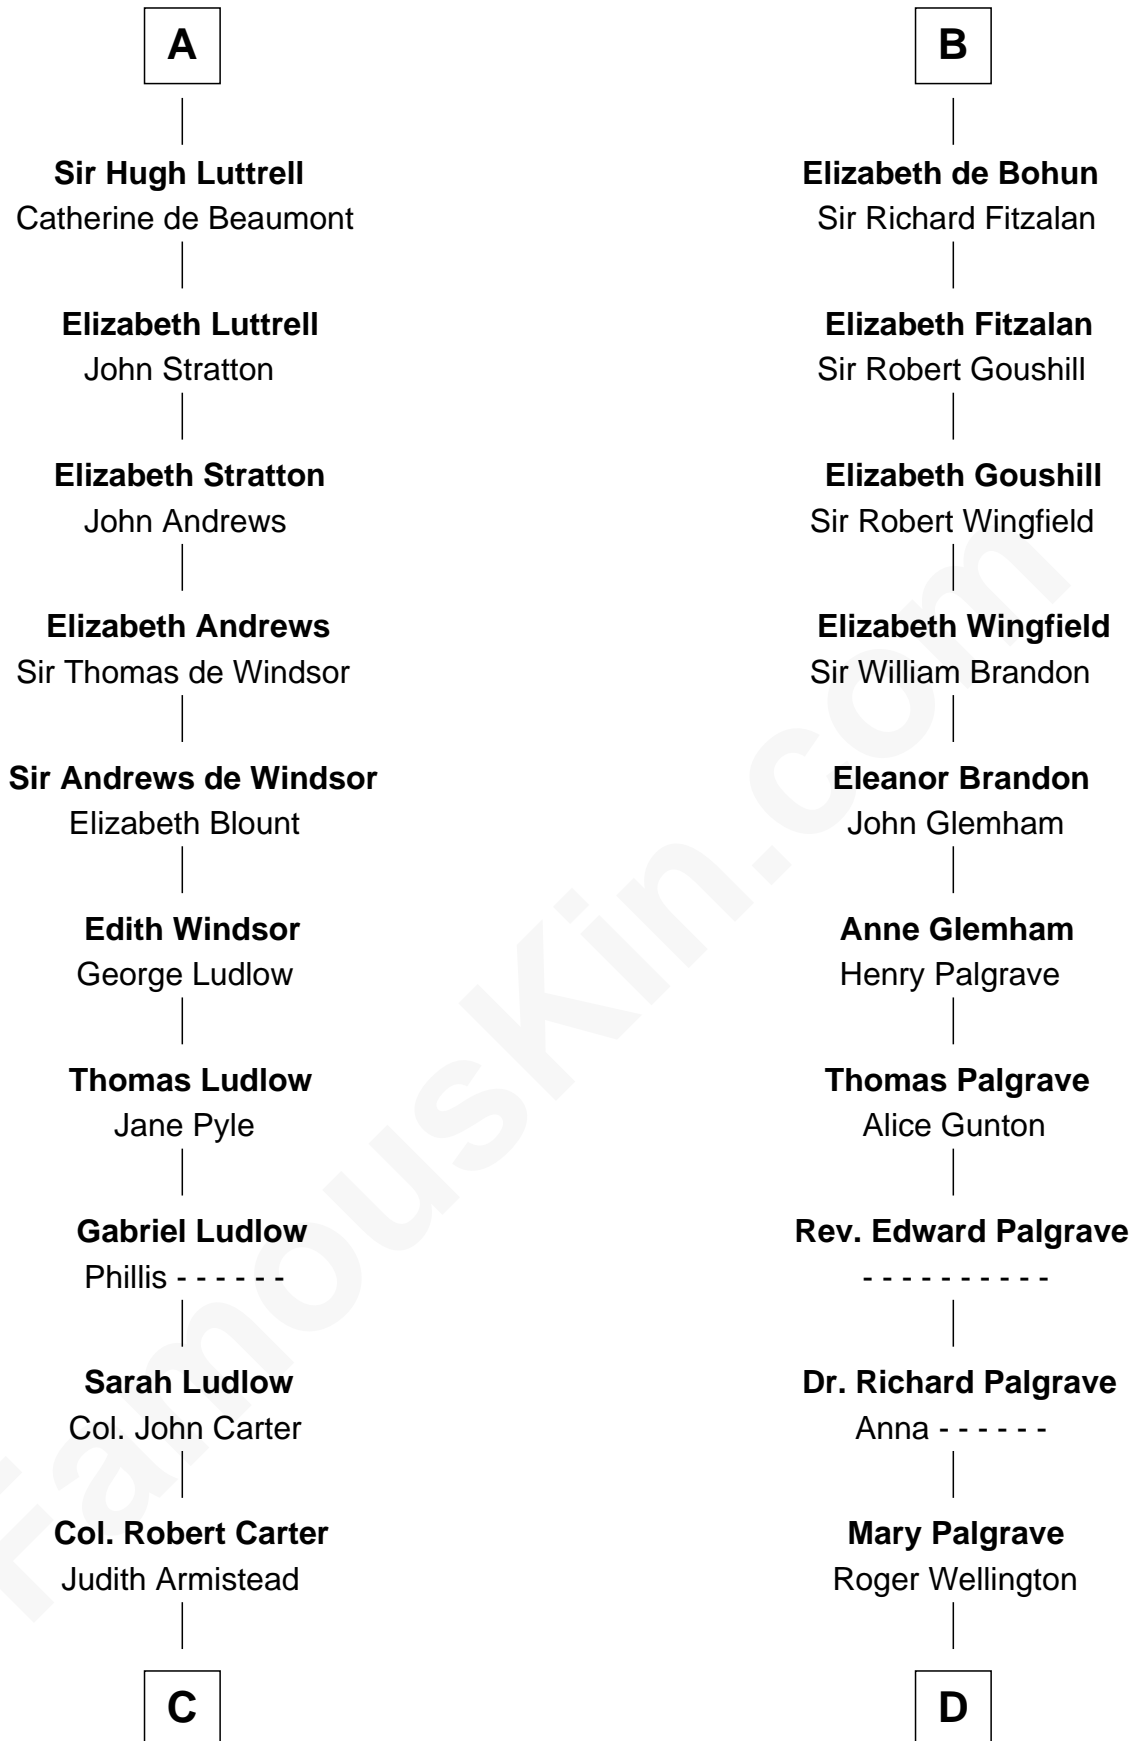 A
Sir Hugh Luttrell
Catherine de Beaumont
Elizabeth Luttrell
John Stratton
Elizabeth Stratton
John Andrews
Elizabeth Andrews
Sir Thomas de Windsor
Sir Andrews de Windsor
Elizabeth Blount
Edith Windsor
George Ludlow
Thomas Ludlow
Jane Pyle
Gabriel Ludlow
Phillis - - - - - -
Sarah Ludlow
Col. John Carter
Col. Robert Carter
Judith Armistead
C
B
Elizabeth de Bohun
Sir Richard Fitzalan
Elizabeth Fitzalan
Sir Robert Goushill
Elizabeth Goushill
Sir Robert Wingfield
Elizabeth Wingfield
Sir William Brandon
Eleanor Brandon
John Glemham
Anne Glemham
Henry Palgrave
Thomas Palgrave
Alice Gunton
Rev. Edward Palgrave
- - - - - - - - - -
Dr. Richard Palgrave
Anna - - - - - -
Mary Palgrave
Roger Wellington
D
FamousKin.com